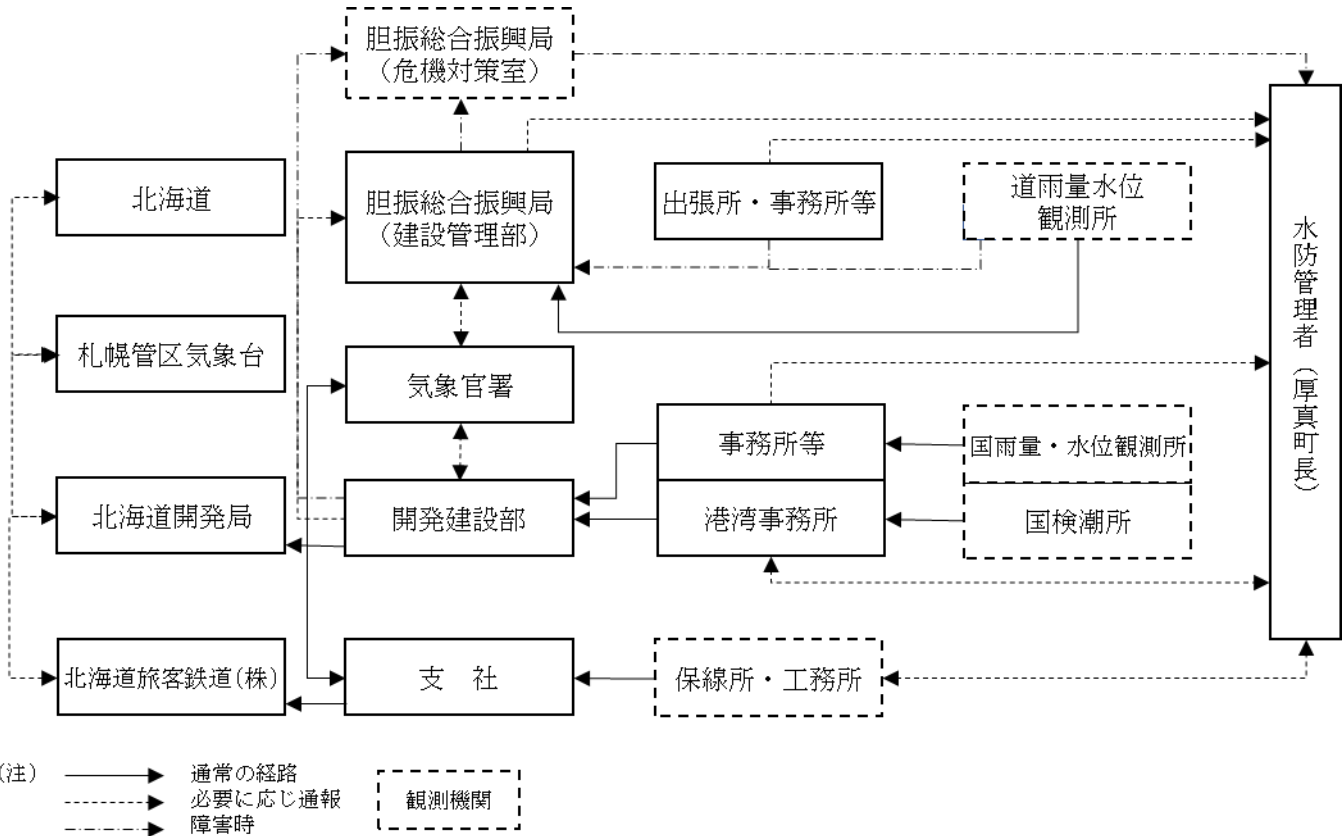 胆振総合振興局
（危機対策室）
北海道
胆振総合振興局
（建設管理部）
出張所・事務所等
道雨量水位
観測所
水防管理者（厚真町長）
札幌管区気象台
気象官署
事務所等
国雨量・水位観測所
北海道開発局
開発建設部
港湾事務所
国検潮所
北海道旅客鉄道(株)
支　社
保線所・工務所
(注)
通常の経路
必要に応じ通報
障害時
観測機関